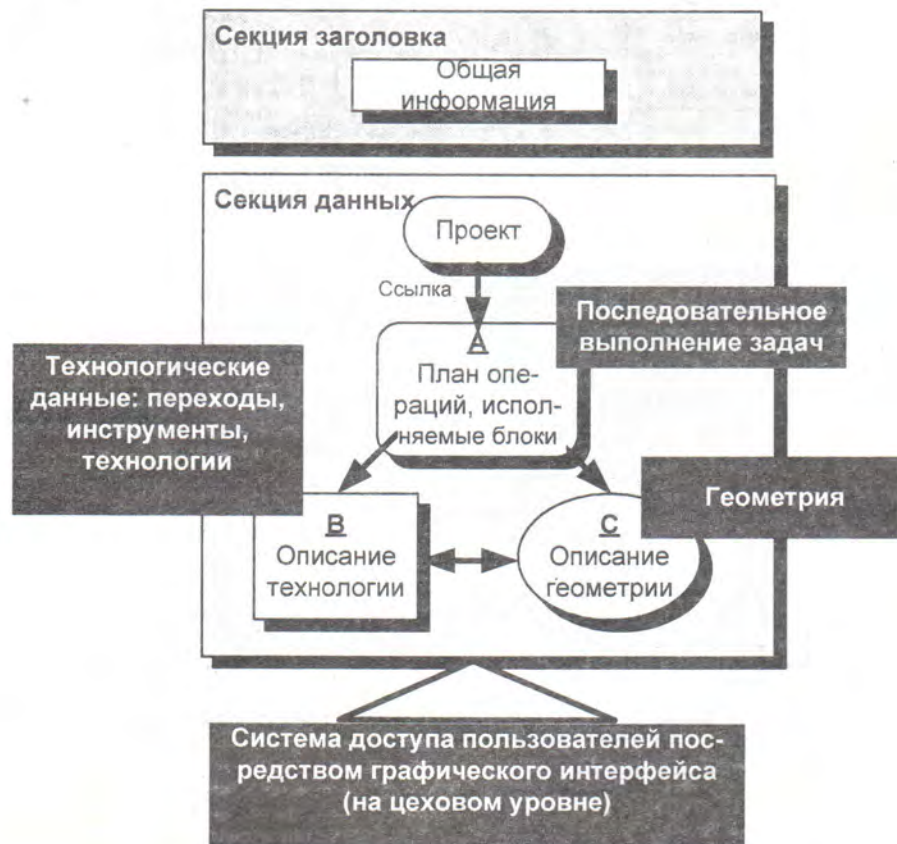 Секция заголовка
Общая
информация
Секция данных
Проект
Ссылка
Последовательное
выполнение задач
A
План опе-
раций, испол-
няемые блоки
Технологические
данные: переходы,
инструменты,
технологии
Геометрия
B
Описание
технологии
C
Описание
геометрии
Система доступа пользователей пос-
редством графического интерфейса
(на цеховом уровне)